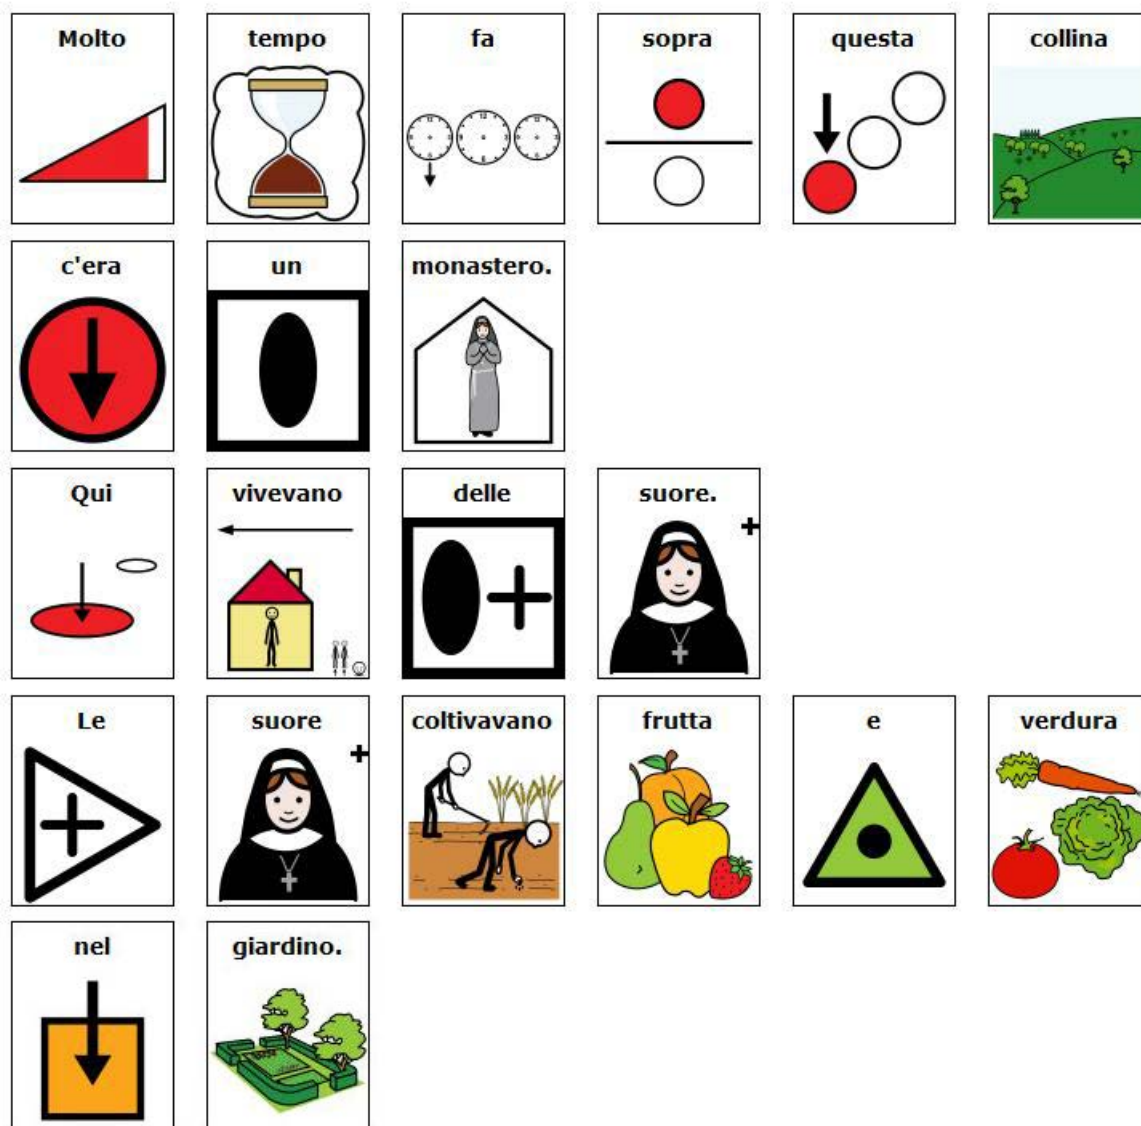 Molto tempo fa sopra questa collina
c'era un monastero.
Qui vivevano delle suore.
Le suore coltivavano frutta e verdura
nel giardino.